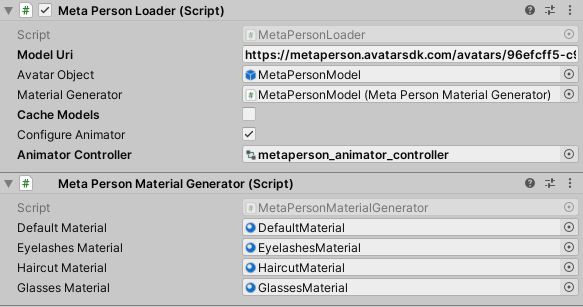 Meta Person Loader (Script)
Script MetaPersonLoader
Model Uri https://metaperson.avatarsdk.com/avatars/96efcff5-c9
Avatar Object MetaPersonModel
Material Generator MetaPersonModel (Meta Person Material Generator)
Cache Models
Configure Animator
Animator Controller metaperson_animator_controller
Meta Person Material Generator (Script)
Script MetaPersonMaterialGenerator
Default Material DefaultMaterial
Eyelashes Material EyelashesMaterial
Haircut Material HaircutMaterial
Glasses Material GlassesMaterial